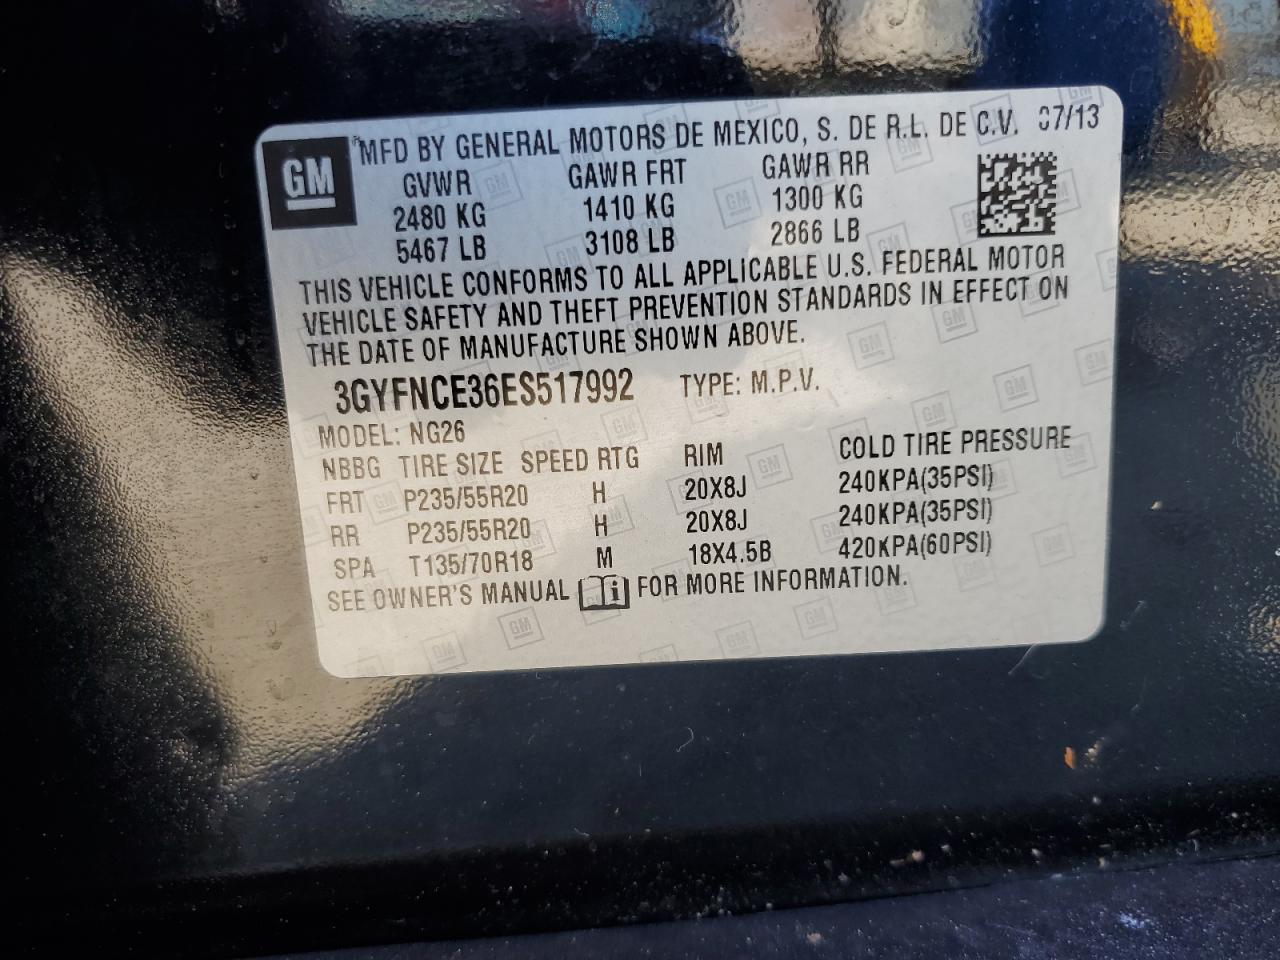 GM
MFD BY GENERAL MOTORS DE MEXICO, S. DE R.L. DE C.V. 07/13
GVWR GAWR FRT GAWR RR
2480 KG 1410 KG 1300 KG
5467 LB 3108 LB 2866 LB
THIS VEHICLE CONFORMS TO ALL APPLICABLE U.S. FEDERAL MOTOR
VEHICLE SAFETY AND THEFT PREVENTION STANDARDS IN EFFECT ON
THE DATE OF MANUFACTURE SHOWN ABOVE.
3GYFNCE36ES517992 TYPE: M.P.V.
MODEL: NG26
NBBG TIRE SIZE SPEED RTG RIM COLD TIRE PRESSURE
FRT P235/55R20 H 20X8J 240KPA(35PSI)
RR P235/55R20 H 20X8J 240KPA(35PSI)
SPA T135/70R18 M 18X4.5B 420KPA(60PSI)
SEE OWNER'S MANUAL FOR MORE INFORMATION.